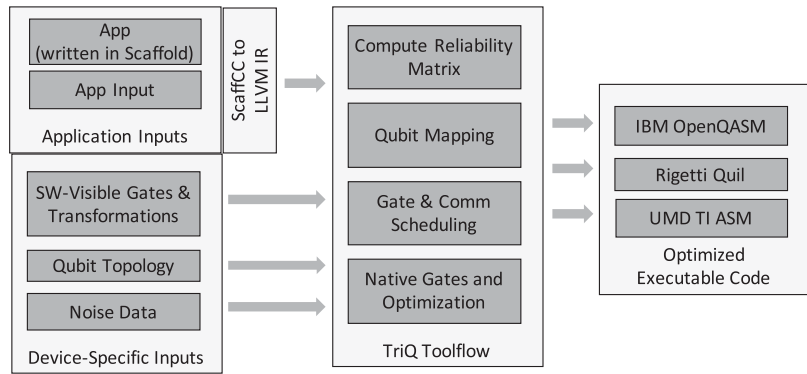 App
(written in Scaffold)
App Input
Application Inputs
ScaffCC to
LLVM IR
SW-Visible Gates &
Transformations
Qubit Topology
Noise Data
Device-Specific Inputs
Compute Reliability
Matrix
Qubit Mapping
Gate & Comm
Scheduling
Native Gates and
Optimization
TriQ Toolflow
IBM OpenQASM
Rigetti Quil
UMD TI ASM
Optimized
Executable Code